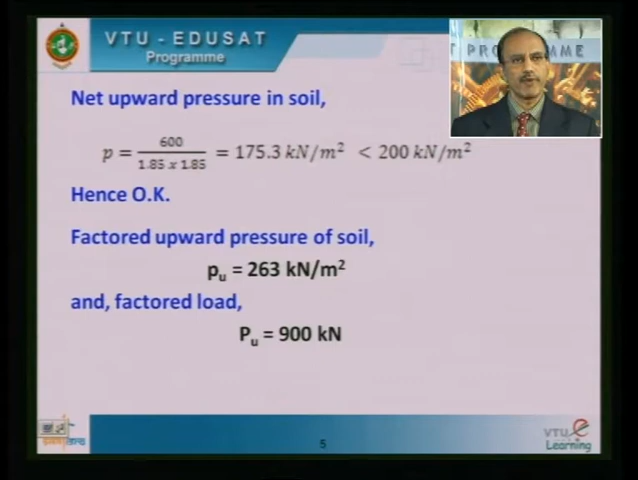 VTU - EDUSAT
Programme
T PRO MME
Net upward pressure in soil,
p = 600 / 1.85 x 1.85 = 175.3 kN/m² < 200 kN/m²
Hence O.K.
Factored upward pressure of soil,
pᵤ = 263 kN/m²
and, factored load,
Pᵤ = 900 kN
5
VTU e
Learning